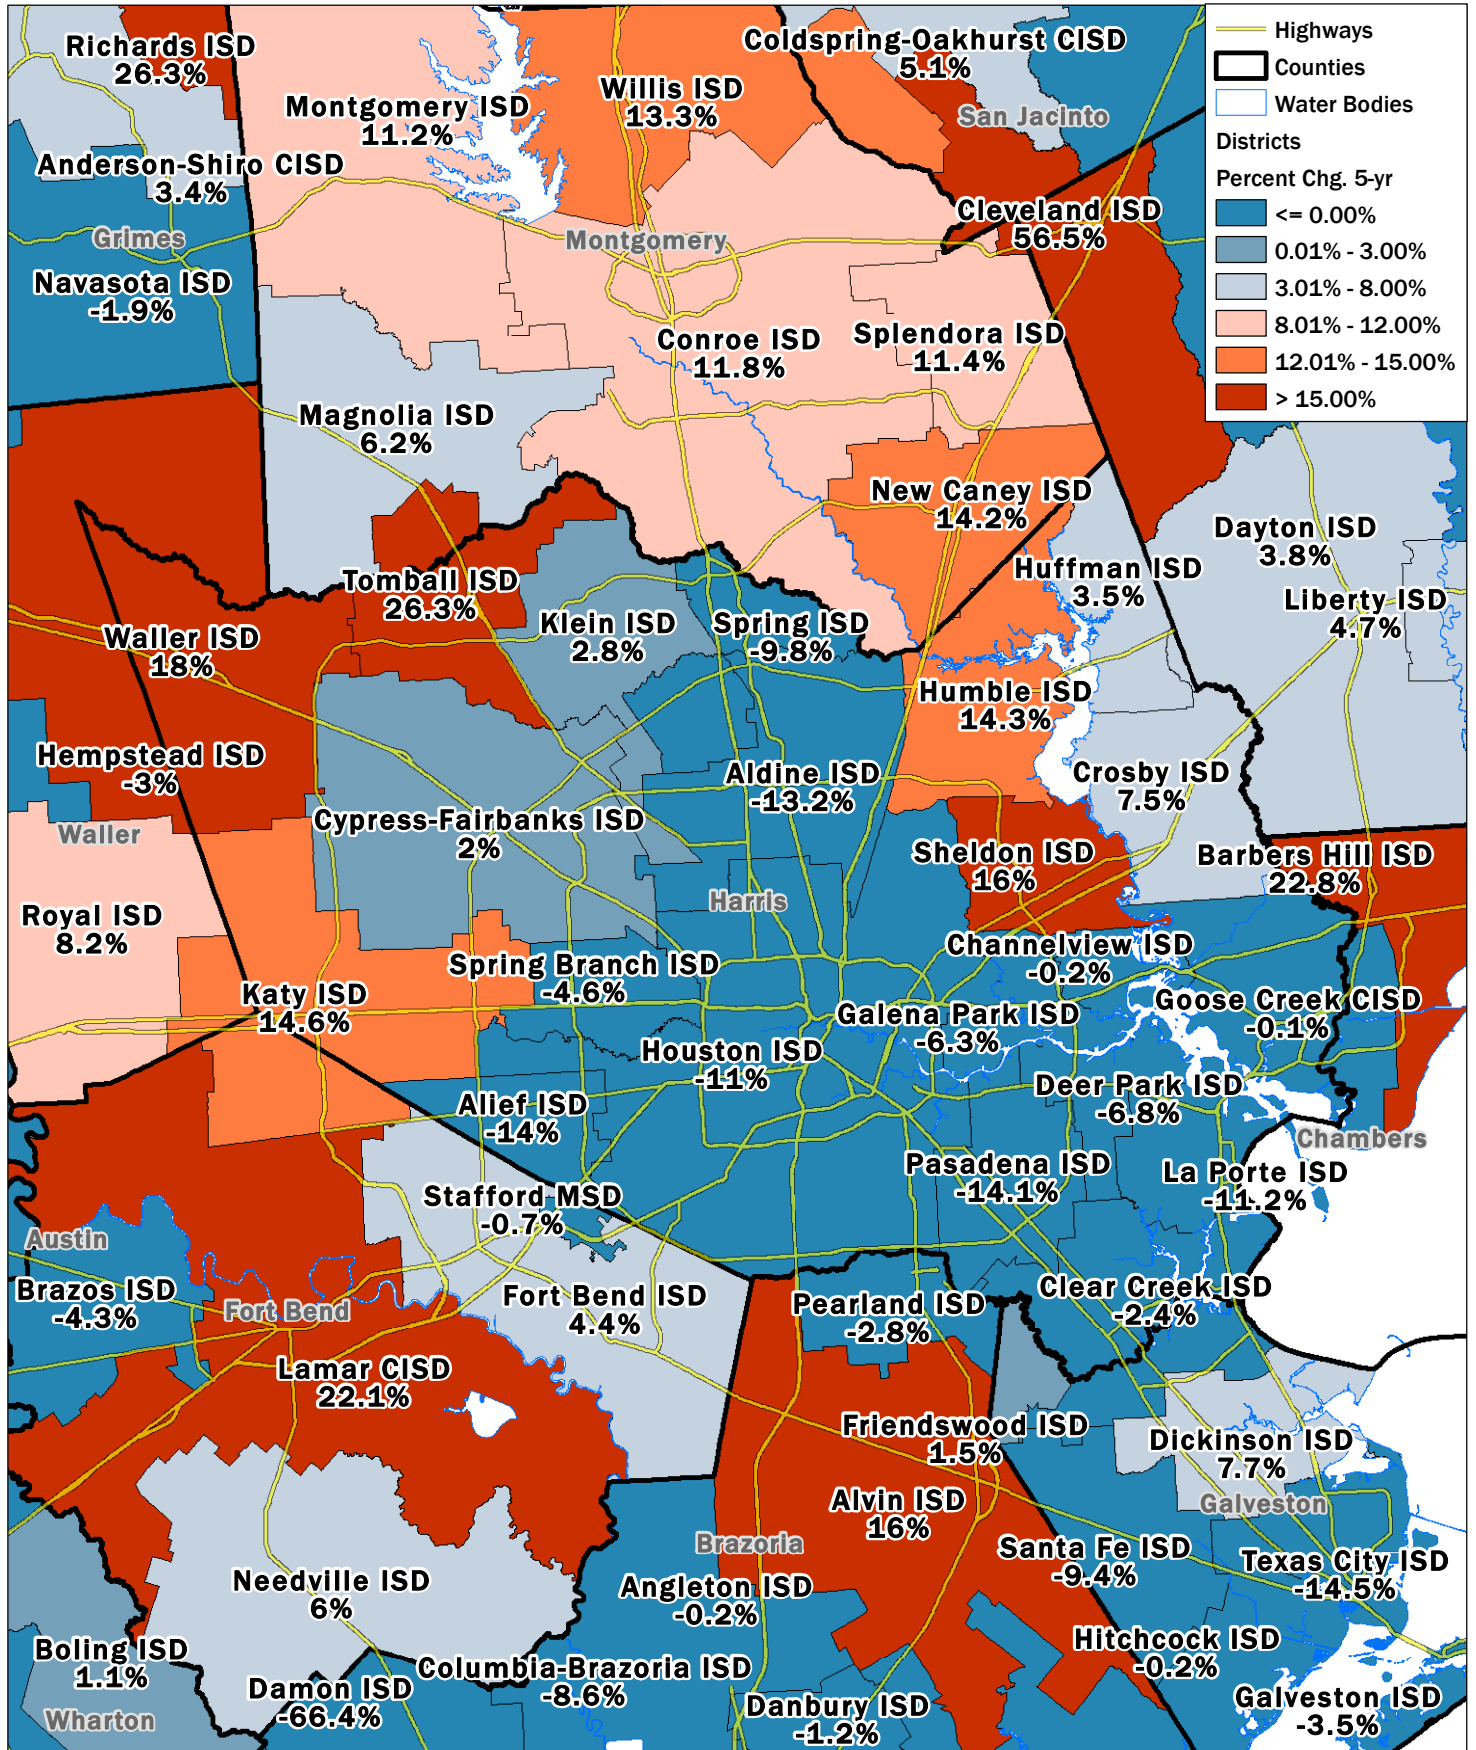 Richards ISD
26.3%
Montgomery ISD
11.2%
Willis ISD
13.3%
Coldspring-Oakhurst CISD
5.1%
San Jacinto
Highways
Counties
Water Bodies
Districts
Percent Chg. 5-yr
<= 0.00%
0.01% - 3.00%
3.01% - 8.00%
8.01% - 12.00%
12.01% - 15.00%
> 15.00%
Anderson-Shiro CISD
3.4%
Grimes
Navasota ISD
-1.9%
Montgomery
Cleveland ISD
56.5%
Conroe ISD
11.8%
Splendora ISD
11.4%
Magnolia ISD
6.2%
New Caney ISD
14.2%
Dayton ISD
3.8%
Huffman ISD
3.5%
Liberty ISD
4.7%
Tomball ISD
26.3%
Klein ISD
2.8%
Spring ISD
-9.8%
Waller ISD
18%
Humble ISD
14.3%
Hempstead ISD
-3%
Aldine ISD
-13.2%
Crosby ISD
7.5%
Waller
Cypress-Fairbanks ISD
2%
Sheldon ISD
16%
Barbers Hill ISD
22.8%
Harris
Royal ISD
8.2%
Channelview ISD
-0.2%
Spring Branch ISD
-4.6%
Katy ISD
14.6%
Galena Park ISD
-6.3%
Goose Creek CISD
-0.1%
Houston ISD
-11%
Deer Park ISD
-6.8%
Alief ISD
-14%
Chambers
Pasadena ISD
-14.1%
La Porte ISD
-11.2%
Stafford MSD
-0.7%
Austin
Brazos ISD
-4.3%
Fort Bend
Fort Bend ISD
4.4%
Pearland ISD
-2.8%
Clear Creek ISD
-2.4%
Lamar CISD
22.1%
Friendswood ISD
1.5%
Dickinson ISD
7.7%
Alvin ISD
16%
Galveston
Brazoria
Santa Fe ISD
-9.4%
Texas City ISD
-14.5%
Needville ISD
6%
Angleton ISD
-0.2%
Boling ISD
1.1%
Hitchcock ISD
-0.2%
Damon ISD
-66.4%
Columbia-Brazoria ISD
-8.6%
Wharton
Danbury ISD
-1.2%
Galveston ISD
-3.5%